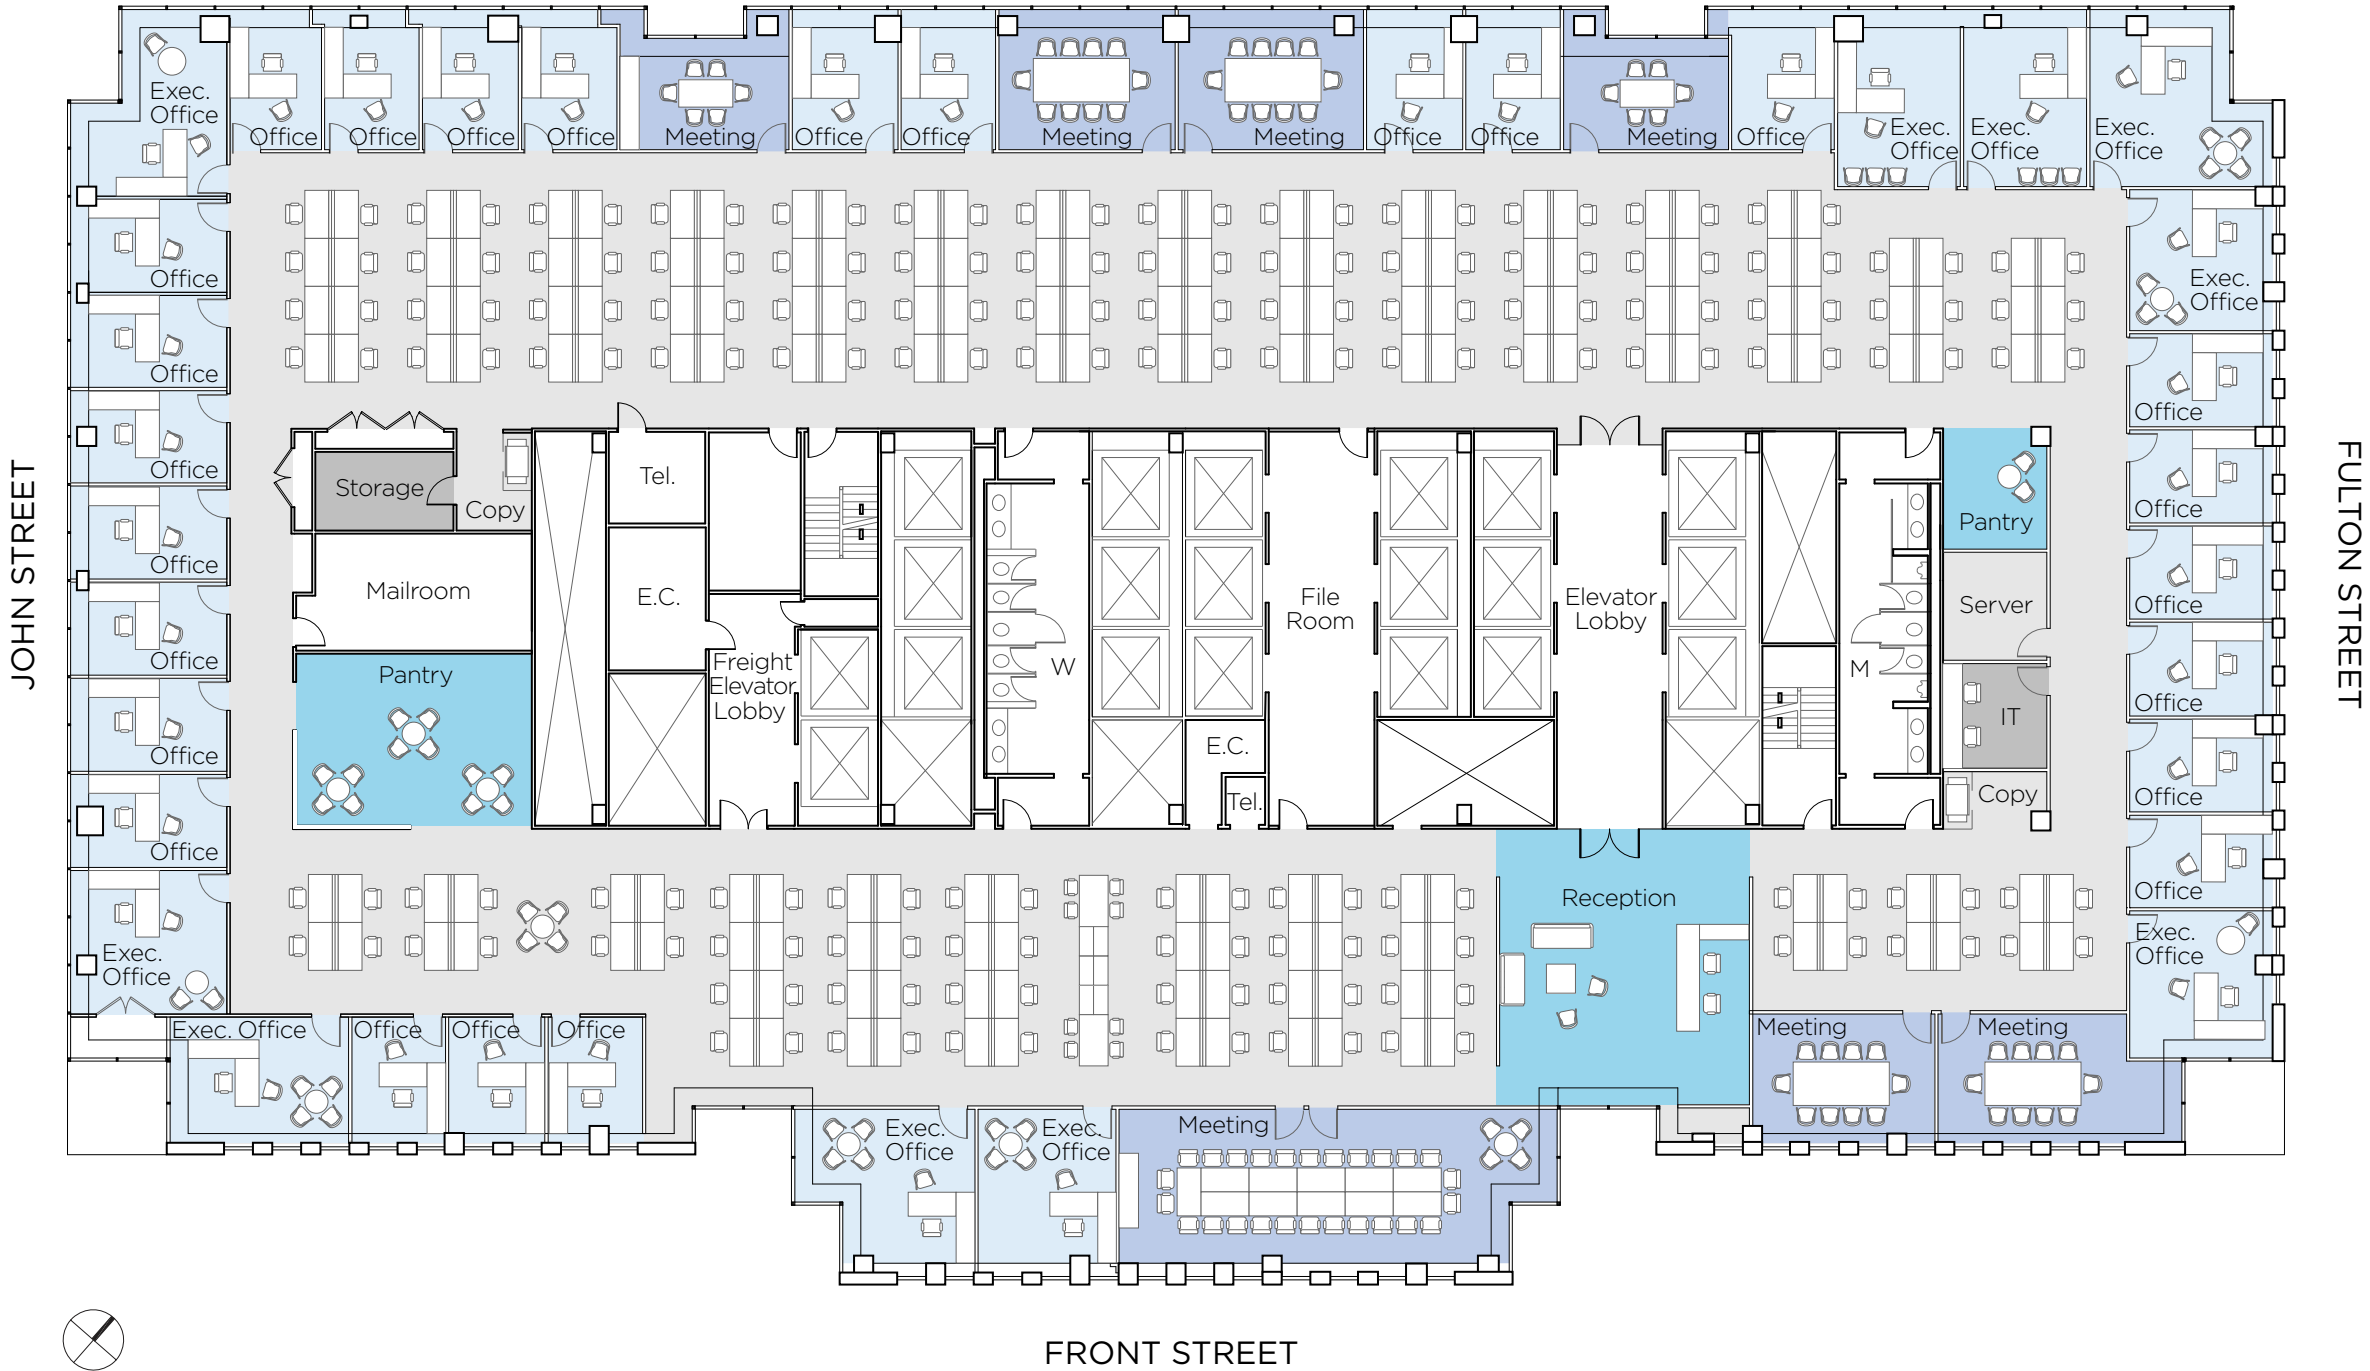 Exec.
Office
Office
Office
Office
Office
Meeting
Office
Office
Meeting
Meeting
Office
Office
Meeting
Office
Exec.
Office
Exec.
Office
Exec.
Office
Office
Office
Office
Office
Office
Office
Office
Exec.
Office
Exec.
Office
Office
Office
Office
Office
Office
Office
Exec.
Office
JOHN STREET
FULTON STREET
Storage
Copy
Tel.
Mailroom
E.C.
Pantry
Freight
Elevator
Lobby
W
E.C.
Tel.
File
Room
Elevator
Lobby
M
Pantry
Server
IT
Copy
Reception
Exec. Office
Office
Office
Office
Exec.
Office
Exec.
Office
Meeting
Meeting
Meeting
FRONT STREET